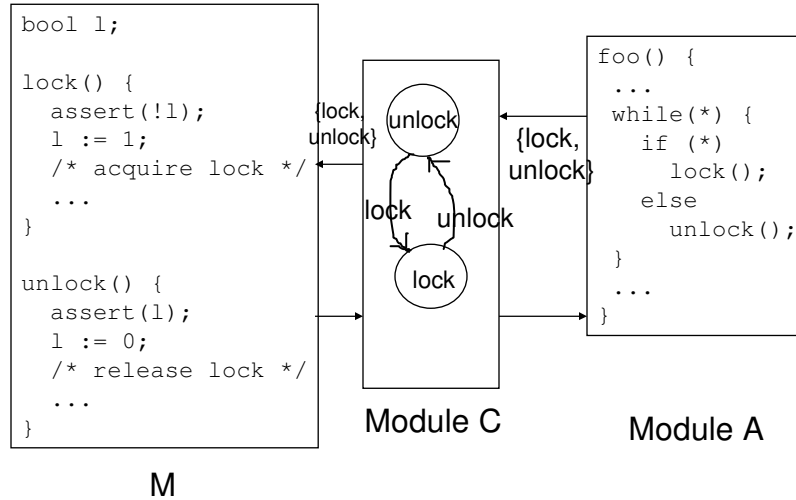 bool l;
lock() {
assert(!l);
l := 1;
/* acquire lock */
...
}
unlock() {
assert(l);
l := 0;
/* release lock */
...
}
M
{lock,
unlock}
unlock
lock
unlock
lock
Module C
{lock,
unlock}
foo() {
...
while(*) {
if (*)
lock();
else
unlock();
}
...
}
Module A